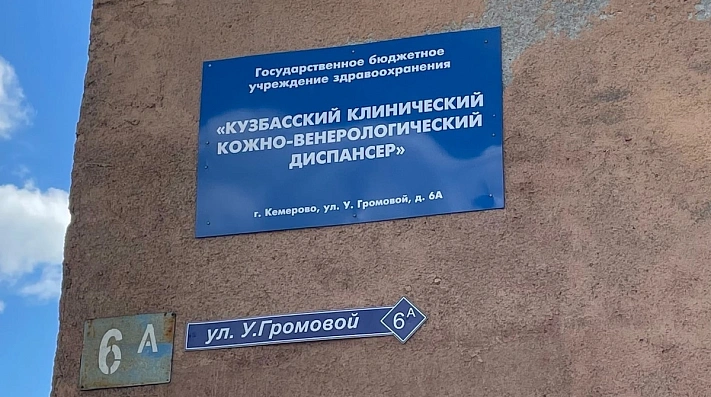 Государственное бюджетное
учреждение здравоохранения
«КУЗБАССКИЙ КЛИНИЧЕСКИЙ
КОЖНО-ВЕНЕРОЛОГИЧЕСКИЙ
ДИСПАНСЕР»
г. Кемерово, ул. У. Громовой, д. 6А
ул. У.Громовой 6А
6 А